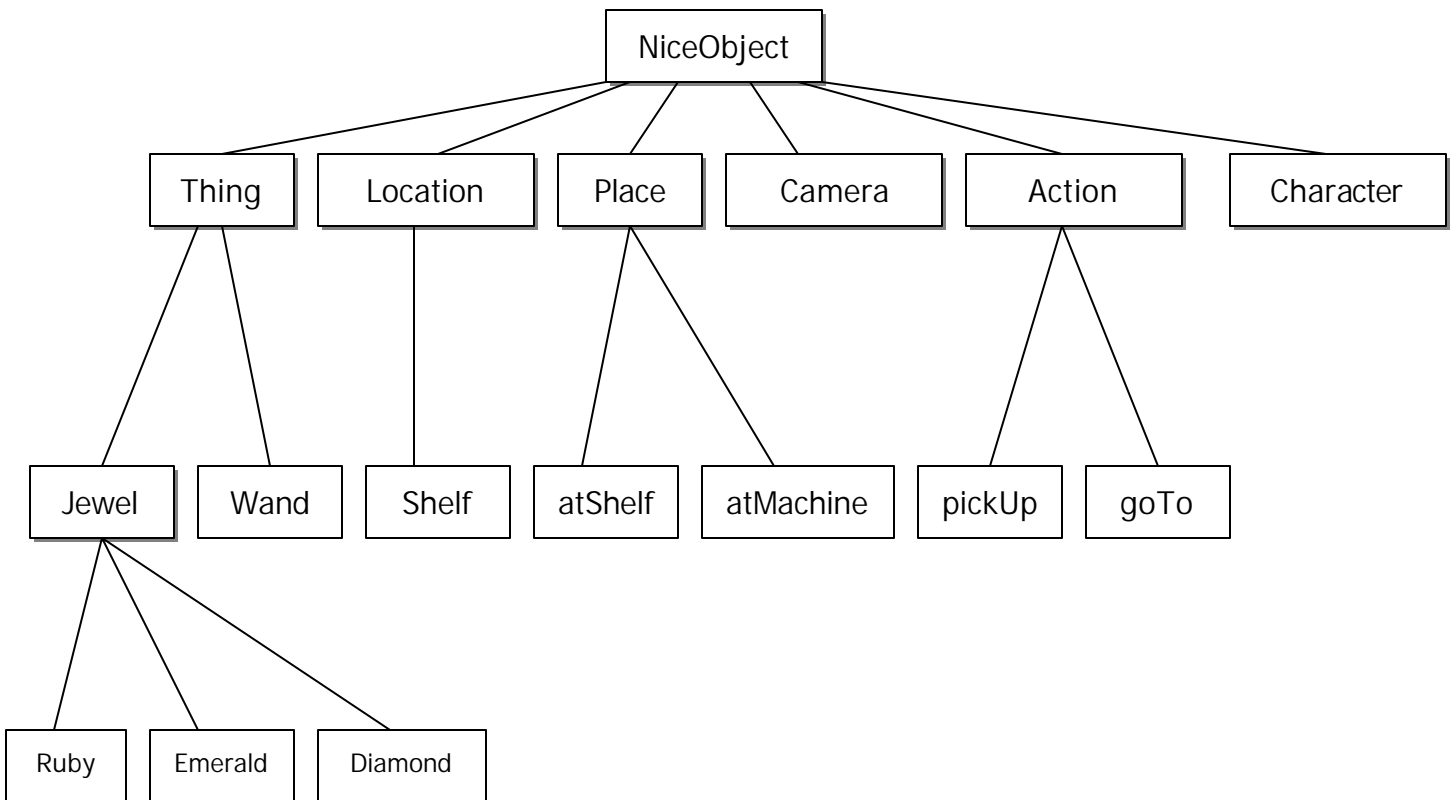 NiceObject
Thing
Location
Place
Camera
Action
Character
Jewel
Wand
Shelf
atShelf
atMachine
pickUp
goTo
Ruby
Emerald
Diamond